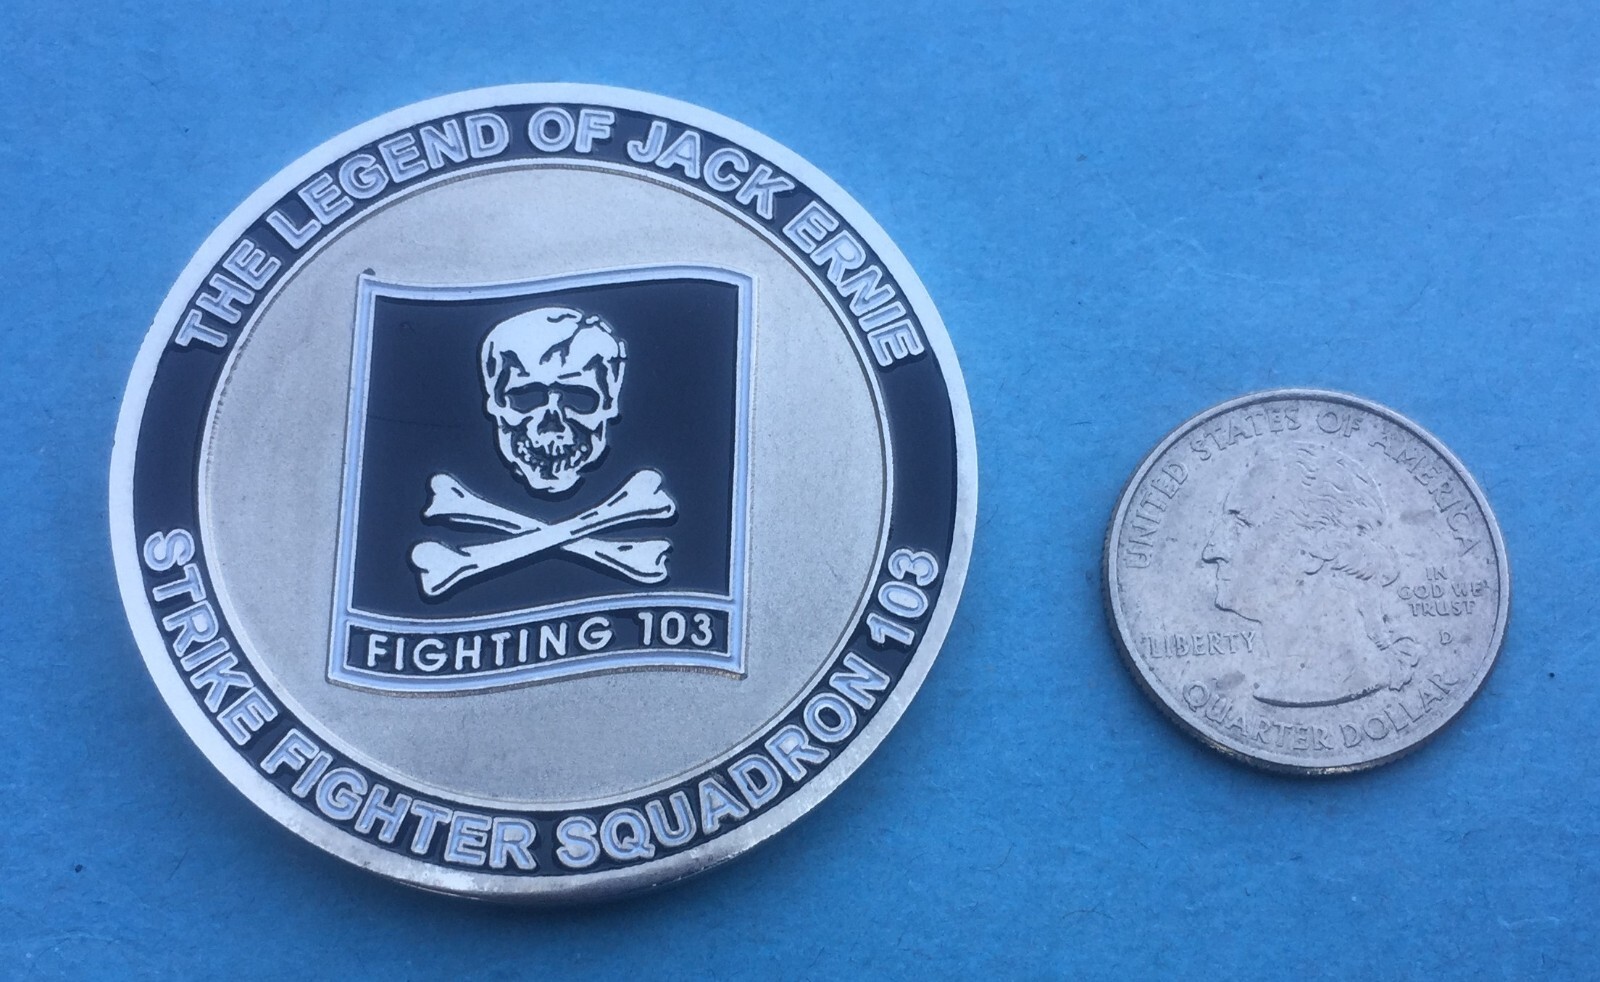 THE LEGEND OF JACK ERNIE
FIGHTING 103
STRIKE FIGHTER SQUADRON 103
UNITED STATES OF AMERICA
IN
GOD WE
TRUST
LIBERTY
D
QUARTER DOLLAR